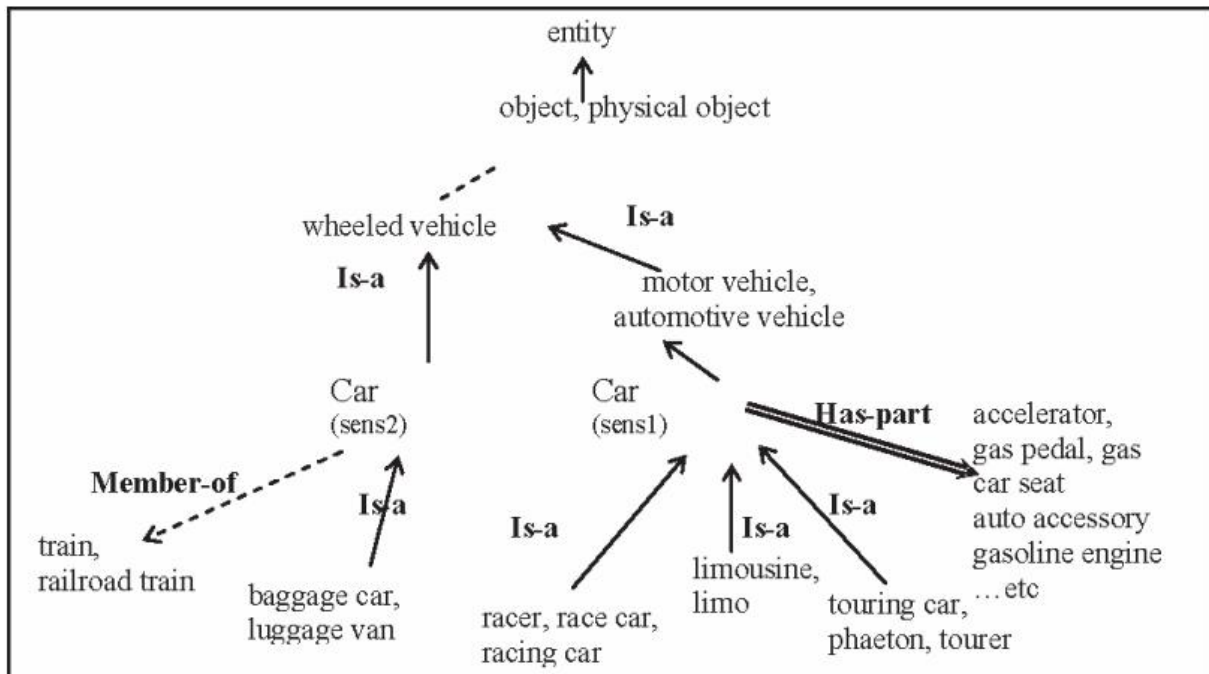 entity
object, physical object
Is-a
wheeled vehicle
Is-a
motor vehicle,
automotive vehicle
Car
(sens2)
Car
(sens1)
Has-part
accelerator,
gas pedal, gas
car seat
auto accessory
gasoline engine
...etc
Member-of
Is-a
Is-a
Is-a
Is-a
train,
railroad train
baggage car,
luggage van
racer, race car,
racing car
limousine,
limo
touring car,
phaeton, tourer